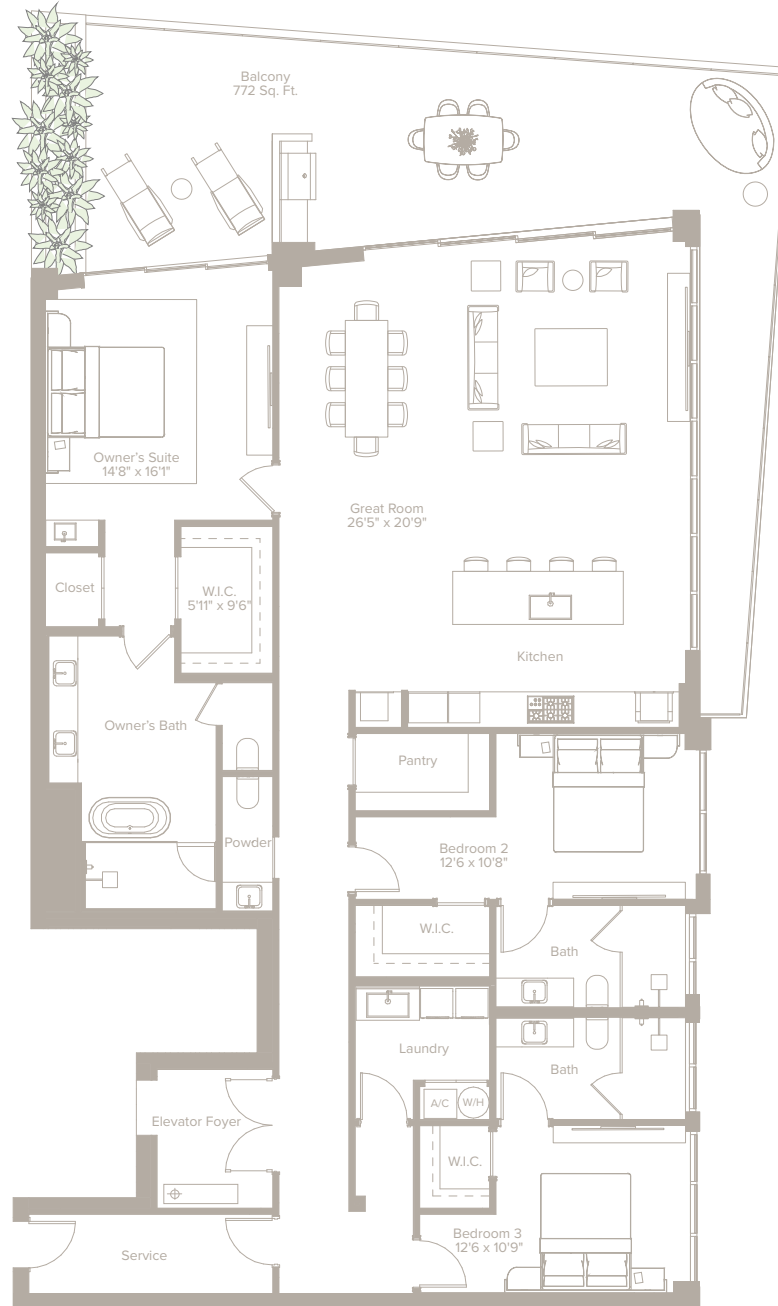 Balcony
772 Sq. Ft.
Owner's Suite
14'8" x 16'1"
Great Room
26'5" x 20'9"
Closet
W.I.C.
5'11" x 9'6"
Kitchen
Owner's Bath
Pantry
Powder
Bedroom 2
12'6 x 10'8"
W.I.C.
Bath
Laundry
Bath
A/C
W/H
Elevator Foyer
W.I.C.
Bedroom 3
12'6 x 10'9"
Service